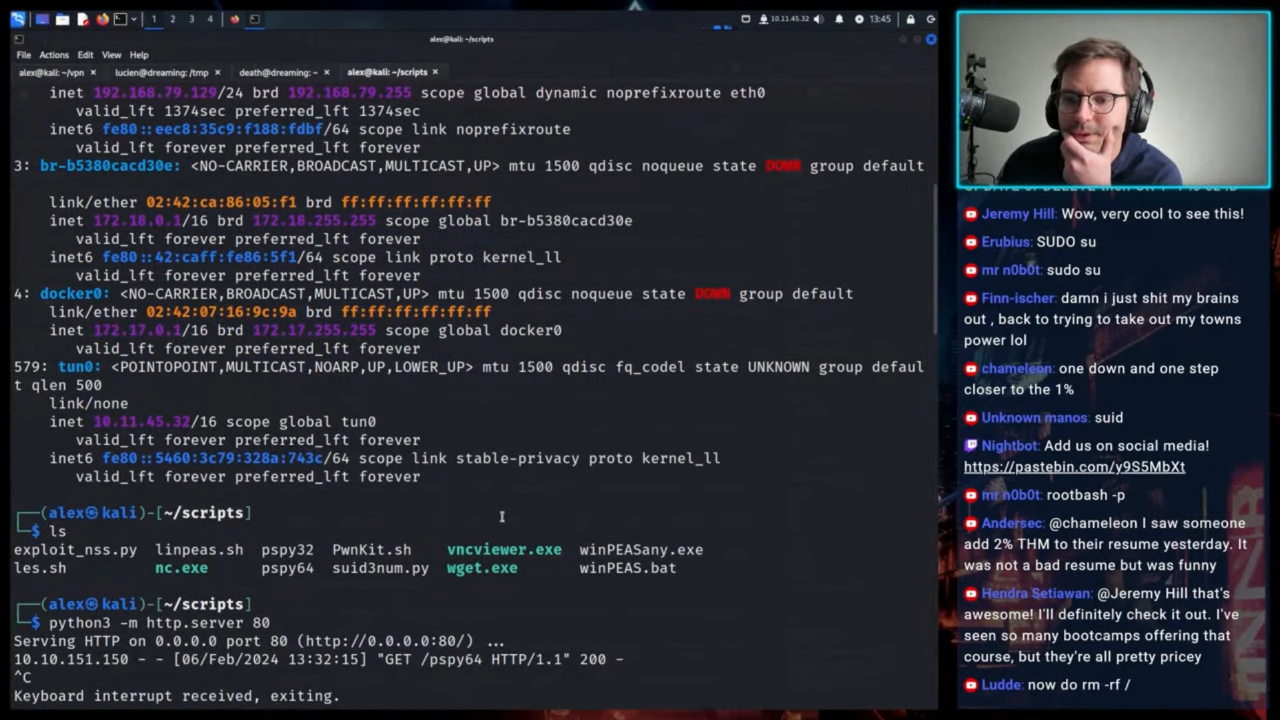 10.11.45.32
13:45
alex@kali: ~/scripts
File Actions Edit View Help
alex@kali: ~/vpn × lucien@dreaming: /tmp × death@dreaming: ~ × alex@kali: ~/scripts ×
inet 192.168.79.129/24 brd 192.168.79.255 scope global dynamic noprefixroute eth0
valid_lft 1374sec preferred_lft 1374sec
inet6 fe80::eec8:35c9:f188:fdbf/64 scope link noprefixroute
valid_lft forever preferred_lft forever
3: br-b5380cacd30e: <NO-CARRIER,BROADCAST,MULTICAST,UP> mtu 1500 qdisc noqueue state DOWN group default
link/ether 02:42:ca:86:05:f1 brd ff:ff:ff:ff:ff:ff
inet 172.18.0.1/16 brd 172.18.255.255 scope global br-b5380cacd30e
valid_lft forever preferred_lft forever
inet6 fe80::42:caff:fe86:5f1/64 scope link proto kernel_ll
valid_lft forever preferred_lft forever
4: docker0: <NO-CARRIER,BROADCAST,MULTICAST,UP> mtu 1500 qdisc noqueue state DOWN group default
link/ether 02:42:07:16:9c:9a brd ff:ff:ff:ff:ff:ff
inet 172.17.0.1/16 brd 172.17.255.255 scope global docker0
valid_lft forever preferred_lft forever
579: tun0: <POINTOPOINT,MULTICAST,NOARP,UP,LOWER_UP> mtu 1500 qdisc fq_codel state UNKNOWN group defaul
t qlen 500
link/none
inet 10.11.45.32/16 scope global tun0
valid_lft forever preferred_lft forever
inet6 fe80::5460:3c79:328a:743c/64 scope link stable-privacy proto kernel_ll
valid_lft forever preferred_lft forever
(alex㉿kali)-[~/scripts]
$ ls
exploit_nss.py linpeas.sh pspy32 PwnKit.sh vncviewer.exe winPEASany.exe
les.sh nc.exe pspy64 suid3num.py wget.exe winPEAS.bat
(alex㉿kali)-[~/scripts]
$ python3 -m http.server 80
Serving HTTP on 0.0.0.0 port 80 (http://0.0.0.0:80/) ...
10.10.151.150 - - [06/Feb/2024 13:32:15] "GET /pspy64 HTTP/1.1" 200 -
^C
Keyboard interrupt received, exiting.
Jeremy Hill: Wow, very cool to see this!
Erubius: SUDO su
mr n0b0t: sudo su
Finn-ischer: damn i just shit my brains
out , back to trying to take out my towns
power lol
chameleon: one down and one step
closer to the 1%
Unknown manos: suid
Nightbot: Add us on social media!
https://pastebin.com/y9S5MbXt
mr n0b0t: rootbash -p
Andersec: @chameleon I saw someone
add 2% THM to their resume yesterday. It
was not a bad resume but was funny
Hendra Setiawan: @Jeremy Hill that's
awesome! I'll definitely check it out. I've
seen so many bootcamps offering that
course, but they're all pretty pricey
Ludde: now do rm -rf /